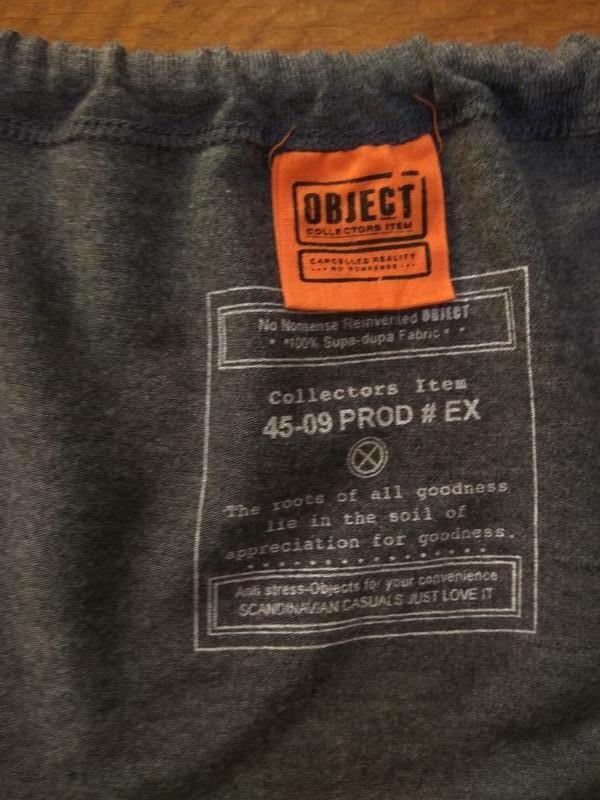 OBJECT
COLLECTORS ITEM
CANCELLED REALITY
NO NONSENSE
No Nonsense Reinvented OBJECT
*100% Supa-dupa Fabric
Collectors Item
45-09 PROD # EX
The roots of all goodness
lie in the soil of
appreciation for goodness.
Anti stress-Objects for your convenience
SCANDINAVIAN CASUALS JUST LOVE IT